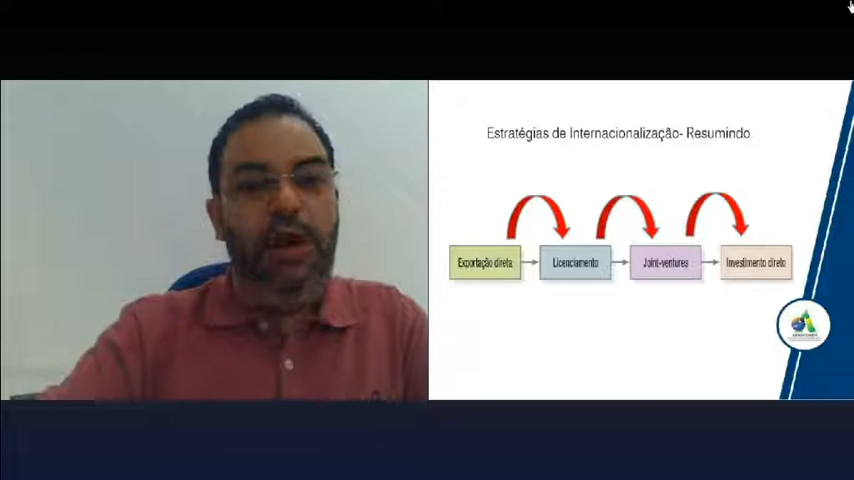 Estratégias de Internacionalização- Resumindo
Exportação direta
Licenciamento
Joint-ventures
Investimento direto